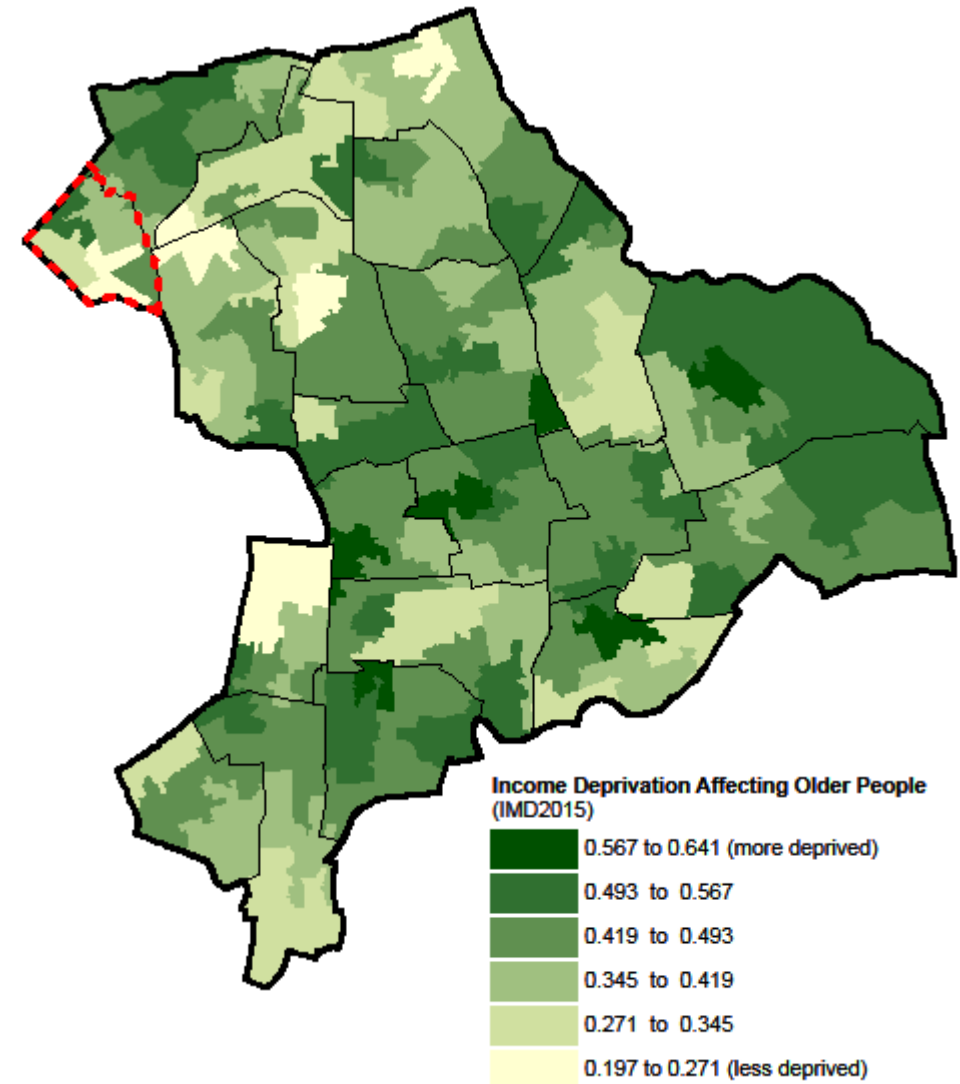 Income Deprivation Affecting Older People
(IMD2015)
0.567 to 0.641 (more deprived)
0.493 to 0.567
0.419 to 0.493
0.345 to 0.419
0.271 to 0.345
0.197 to 0.271 (less deprived)